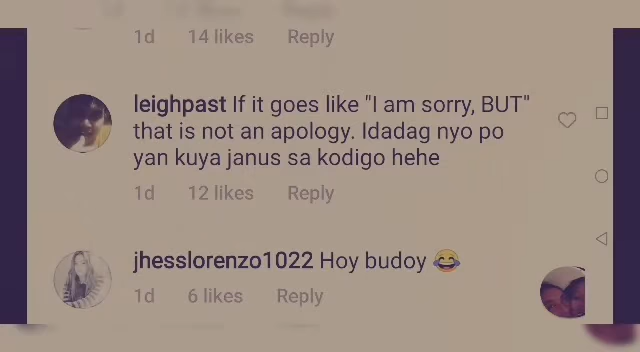 1d 14 likes Reply
leighpast If it goes like "I am sorry, BUT"
that is not an apology. Idadag nyo po
yan kuya janus sa kodigo hehe
1d 12 likes Reply
jhesslorenzo1022 Hoy budoy 😂
1d 6 likes Reply